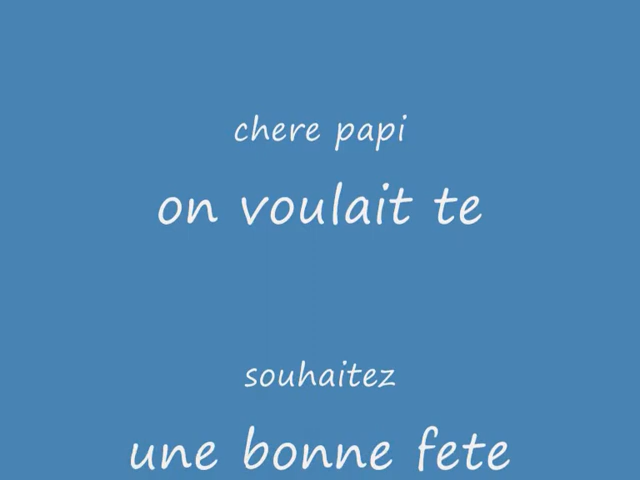 chere papi
on voulait te
souhaitez
une bonne fete